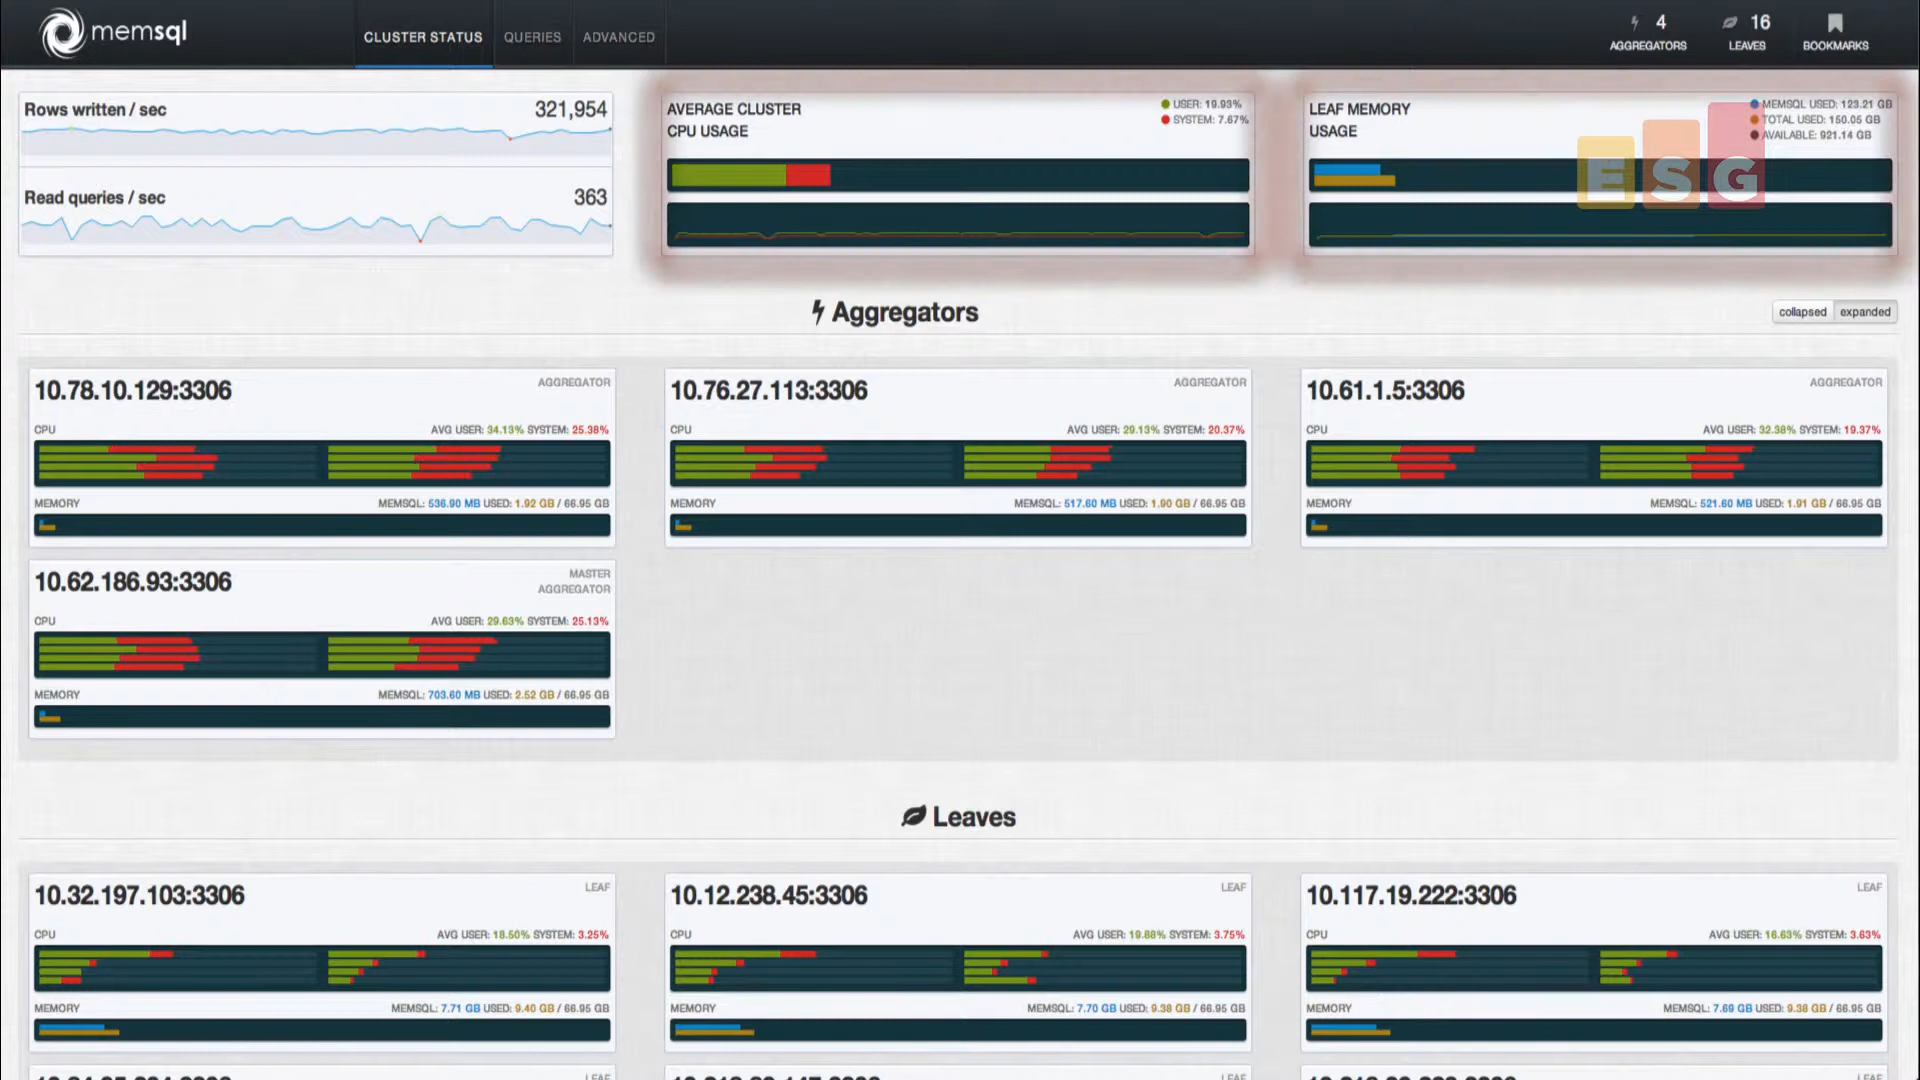 memsql
CLUSTER STATUS
QUERIES
ADVANCED
4
AGGREGATORS
16
LEAVES
BOOKMARKS
Rows written / sec
321,954
Read queries / sec
363
AVERAGE CLUSTER
CPU USAGE
USER: 19.93%
SYSTEM: 7.67%
LEAF MEMORY
USAGE
MEMSQL USED: 123.21 GB
TOTAL USED: 150.05 GB
AVAILABLE: 921.14 GB
ESG
Aggregators
collapsed
expanded
10.78.10.129:3306
AGGREGATOR
CPU
AVG USER: 34.13% SYSTEM: 25.38%
MEMORY
MEMSQL: 536.90 MB USED: 1.92 GB / 66.95 GB
10.76.27.113:3306
AGGREGATOR
CPU
AVG USER: 29.13% SYSTEM: 20.37%
MEMORY
MEMSQL: 517.60 MB USED: 1.90 GB / 66.95 GB
10.61.1.5:3306
AGGREGATOR
CPU
AVG USER: 32.38% SYSTEM: 19.37%
MEMORY
MEMSQL: 521.60 MB USED: 1.91 GB / 66.95 GB
10.62.186.93:3306
MASTER
AGGREGATOR
CPU
AVG USER: 29.63% SYSTEM: 25.13%
MEMORY
MEMSQL: 703.60 MB USED: 2.52 GB / 66.95 GB
Leaves
10.32.197.103:3306
LEAF
CPU
AVG USER: 18.50% SYSTEM: 3.25%
MEMORY
MEMSQL: 7.71 GB USED: 9.40 GB / 66.95 GB
10.12.238.45:3306
LEAF
CPU
AVG USER: 19.88% SYSTEM: 3.75%
MEMORY
MEMSQL: 7.70 GB USED: 9.38 GB / 66.95 GB
10.117.19.222:3306
LEAF
CPU
AVG USER: 16.63% SYSTEM: 3.63%
MEMORY
MEMSQL: 7.69 GB USED: 9.38 GB / 66.95 GB
LEAF
LEAF
LEAF